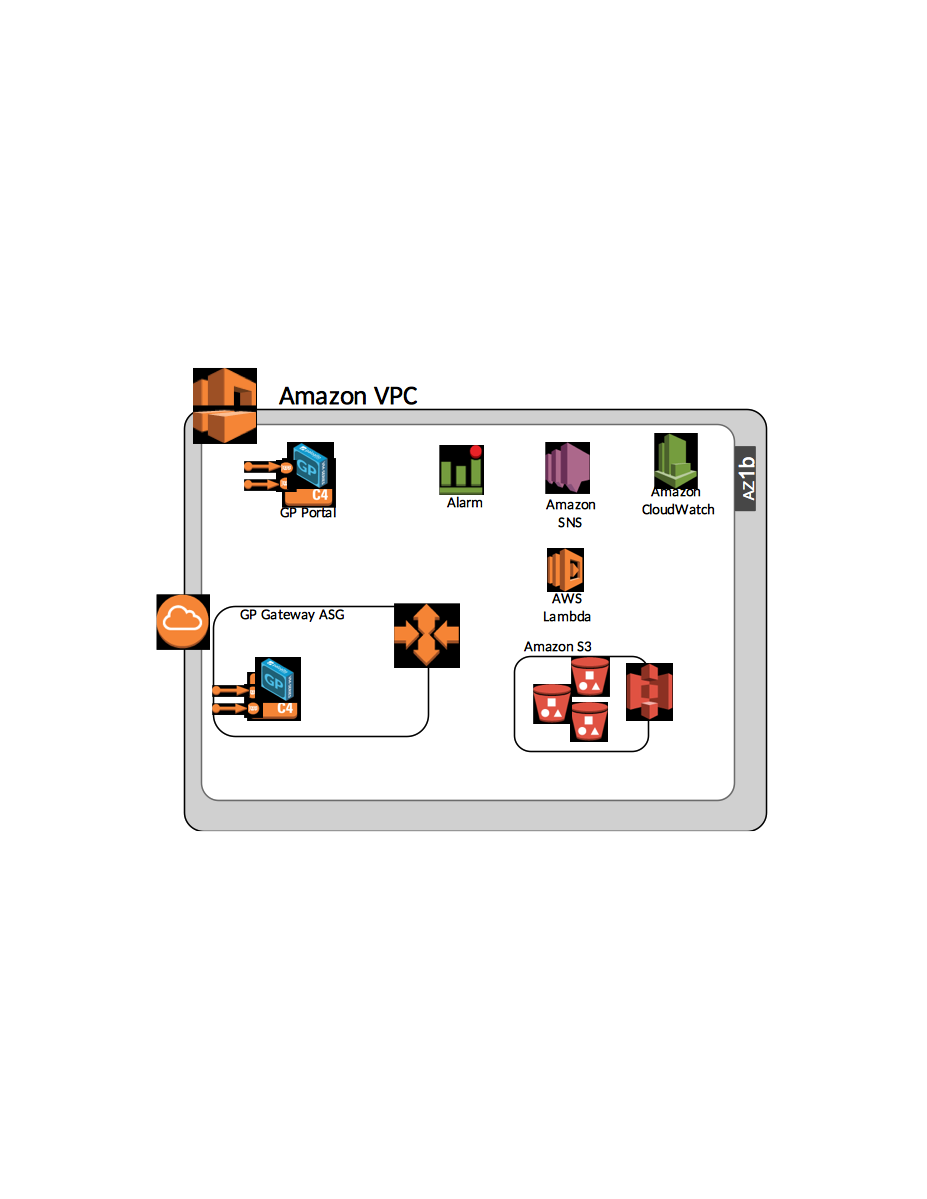 Amazon VPC
AZ1b
GP
C4
GP Portal
Alarm
Amazon
SNS
Amazon
CloudWatch
AWS
Lambda
GP Gateway ASG
GP
C4
Amazon S3